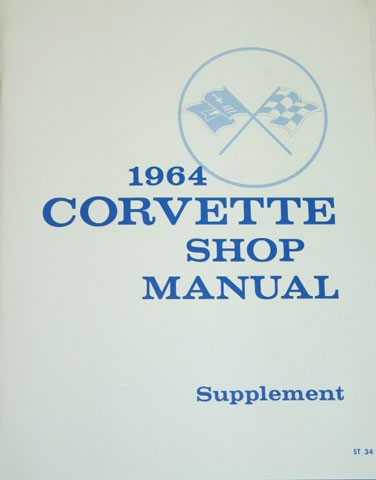 1964
CORVETTE
SHOP
MANUAL
Supplement
ST 34